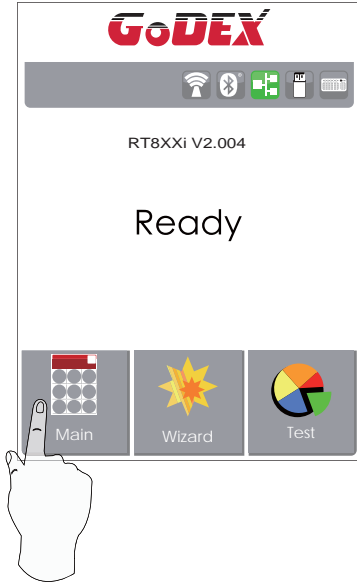 GoDEX
RT8XXi V2.004
Ready
Main
Wizard
Test